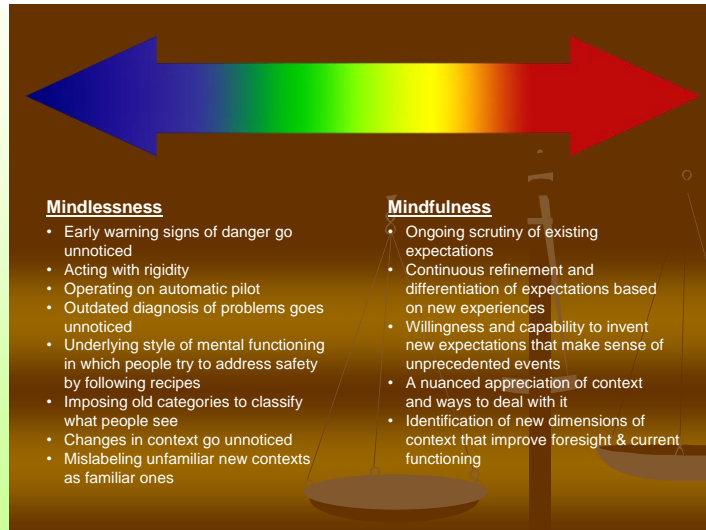 Mindlessness
• Early warning signs of danger go
unnoticed
• Acting with rigidity
• Operating on automatic pilot
• Outdated diagnosis of problems goes
unnoticed
• Underlying style of mental functioning
in which people try to address safety
by following recipes
• Imposing old categories to classify
what people see
• Changes in context go unnoticed
• Mislabeling unfamiliar new contexts
as familiar ones
Mindfulness
• Ongoing scrutiny of existing
expectations
• Continuous refinement and
differentiation of expectations based
on new experiences
• Willingness and capability to invent
new expectations that make sense of
unprecedented events
• A nuanced appreciation of context
and ways to deal with it
• Identification of new dimensions of
context that improve foresight & current
functioning